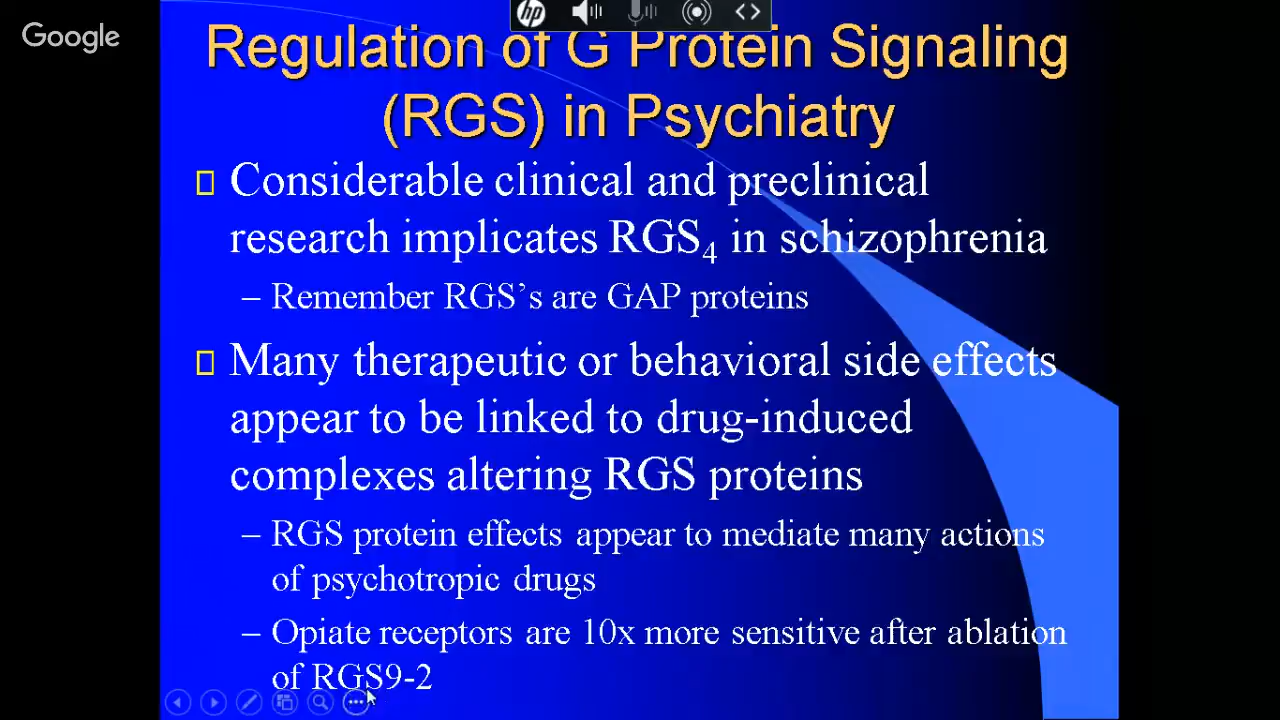 Google
hp
Regulation of G Protein Signaling
(RGS) in Psychiatry
Considerable clinical and preclinical
research implicates RGS₄ in schizophrenia
– Remember RGS’s are GAP proteins
Many therapeutic or behavioral side effects
appear to be linked to drug-induced
complexes altering RGS proteins
– RGS protein effects appear to mediate many actions
of psychotropic drugs
– Opiate receptors are 10x more sensitive after ablation
of RGS9-2